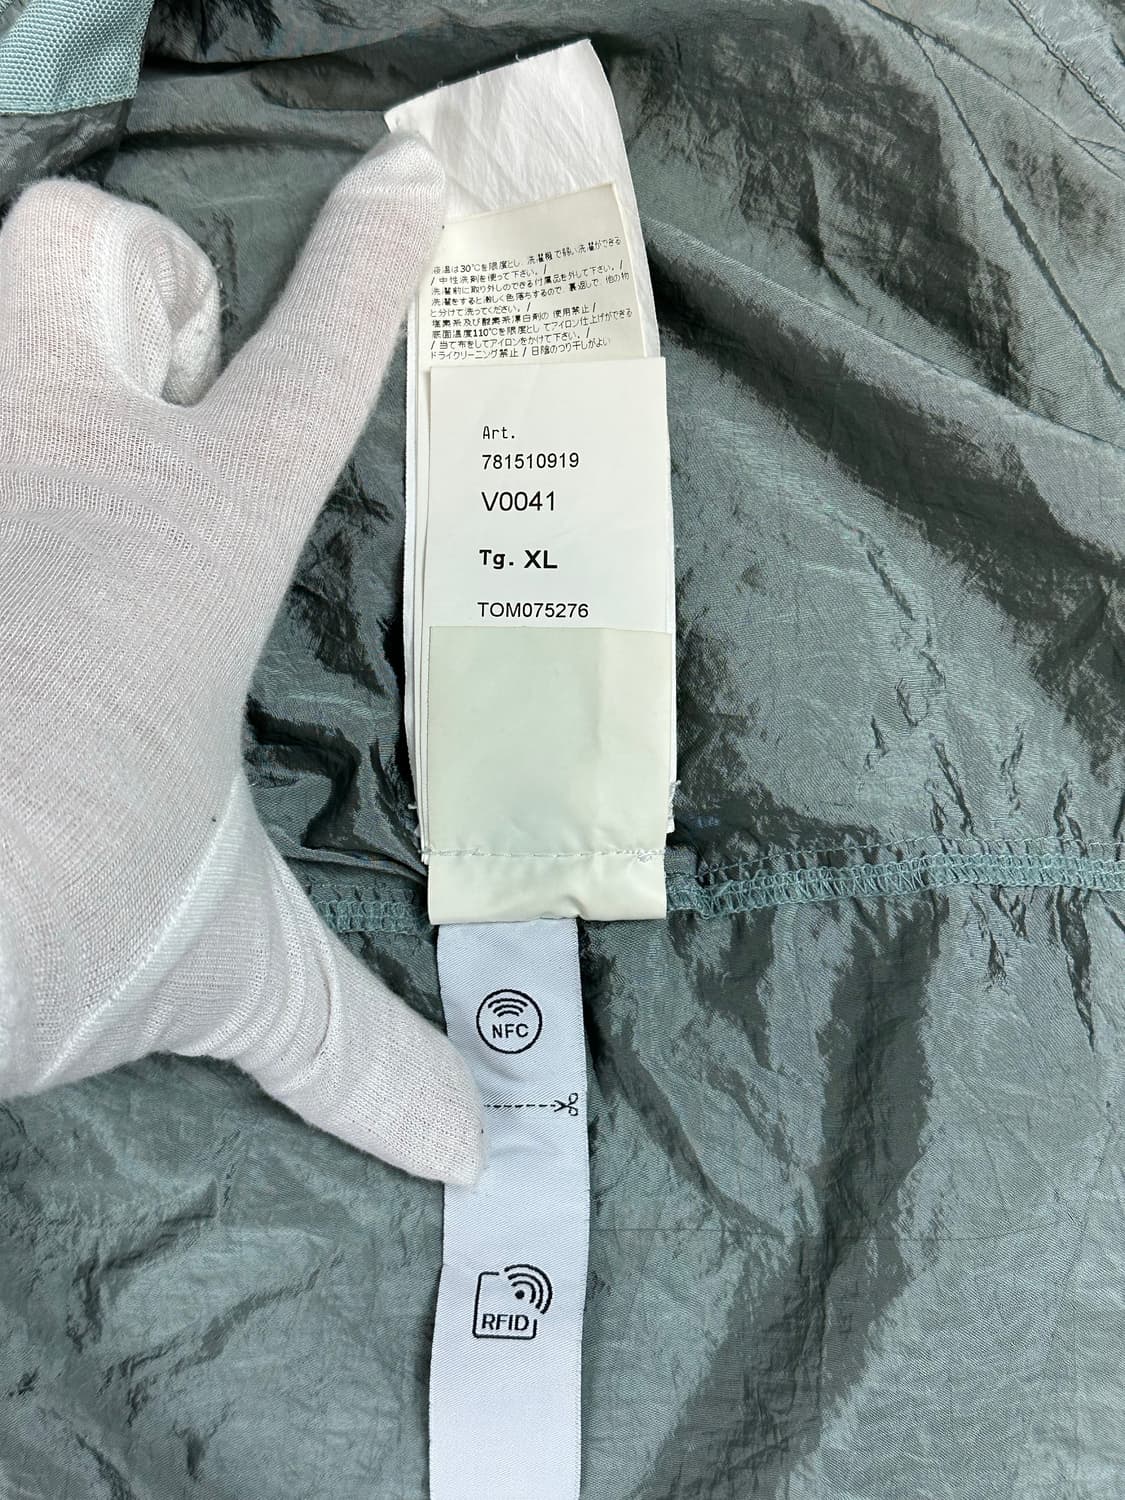 液温は30℃を限度とし、洗濯機で弱い洗濯ができる
/ 中性洗剤を使って下さい。/
洗濯前に取り外しのできる付属品を外して下さい。/
洗濯をすると激しく色落ちするので、裏返しで、他の物
と分けて洗ってください。/
塩素系及び酸素系漂白剤の 使用禁止 /
底面温度110℃を限度とし てアイロン仕上げができる
/ 当て布をしてアイロンをかけて下さい。/
ドライクリーニング禁止 / 日陰のつり干しがよい
Art.
781510919
V0041
Tg. XL
TOM075276
NFC
RFID